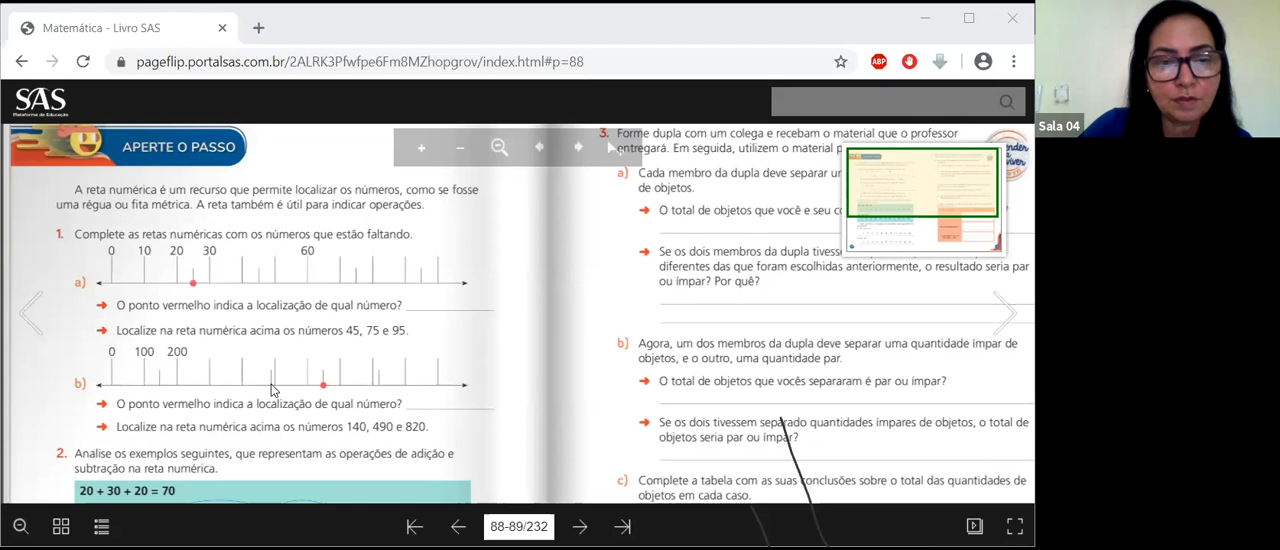 Matemática - Livro SAS
pageflip.portalsas.com.br/2ALRK3Pfwfpe6Fm8MZhopgrov/index.html#p=88
ABP
SAS
Plataforma de Educação
Sala 04
APERTE O PASSO
A reta numérica é um recurso que permite localizar os números, como se fosse
uma régua ou fita métrica. A reta também é útil para indicar operações.
1. Complete as retas numéricas com os números que estão faltando.
0 10 20 30 60
a)
O ponto vermelho indica a localização de qual número?
Localize na reta numérica acima os números 45, 75 e 95.
0 100 200
b)
O ponto vermelho indica a localização de qual número?
Localize na reta numérica acima os números 140, 490 e 820.
2. Analise os exemplos seguintes, que representam as operações de adição e
subtração na reta numérica.
20 + 30 + 20 = 70
3. Forme dupla com um colega e recebam o material que o professor
entregará. Em seguida, utilizem o material
a) Cada membro da dupla deve separar
de objetos.
O total de objetos que você e seu
Se os dois membros da dupla
diferentes das que foram escolhidas anteriormente, o resultado seria par
ou ímpar? Por quê?
b) Agora, um dos membros da dupla deve separar uma quantidade ímpar de
objetos, e o outro, uma quantidade par.
O total de objetos que vocês separaram é par ou ímpar?
Se os dois tivessem separado quantidades ímpares de objetos, o total de
objetos seria par ou ímpar?
c) Complete a tabela com as suas conclusões sobre o total das quantidades de
objetos em cada caso.
88-89/232